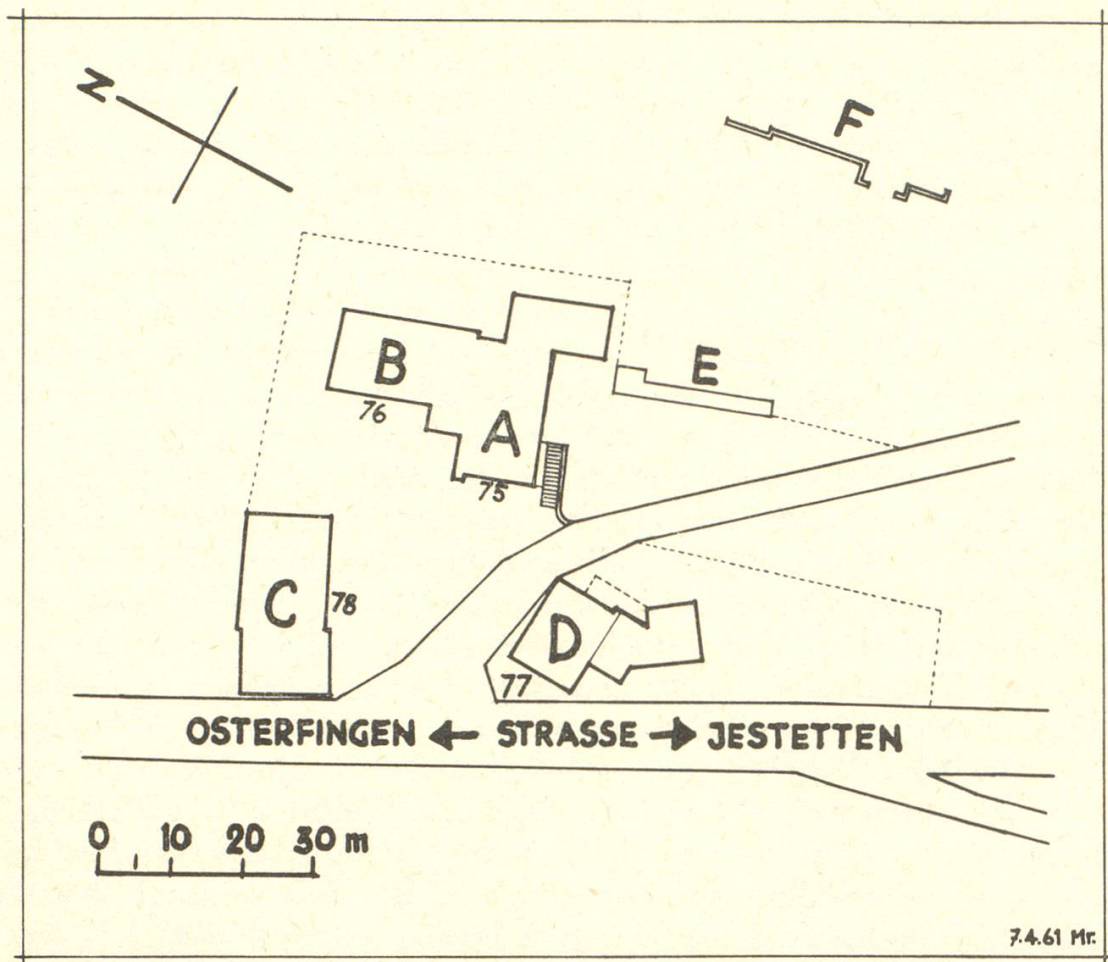 N
F
B
E
76
A
75
C
78
D
77
OSTERFINGEN ← STRASSE → JESTETTEN
0 10 20 30 m
7.4.61 Mr.